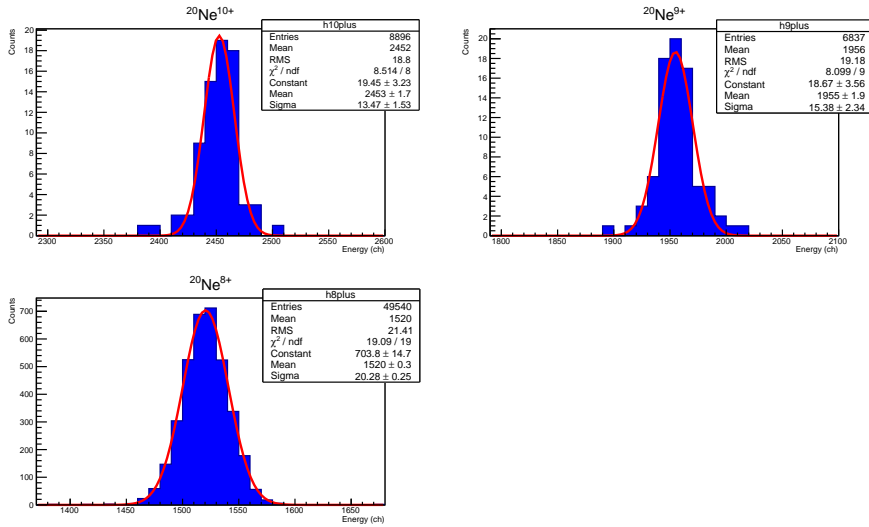 20Ne10+
h10plus
Entries 8896
Mean 2452
RMS 18.8
χ2 / ndf 8.514 / 8
Constant 19.45 ± 3.23
Mean 2453 ± 1.7
Sigma 13.47 ± 1.53
Counts
20
18
16
14
12
10
8
6
4
2
0
2300 2350 2400 2450 2500 2550 2600
Energy (ch)
20Ne9+
h9plus
Entries 6837
Mean 1956
RMS 19.18
χ2 / ndf 8.099 / 9
Constant 18.67 ± 3.56
Mean 1955 ± 1.9
Sigma 15.38 ± 2.34
Counts
20
18
16
14
12
10
8
6
4
2
0
1800 1850 1900 1950 2000 2050 2100
Energy (ch)
20Ne8+
h8plus
Entries 49540
Mean 1520
RMS 21.41
χ2 / ndf 19.09 / 19
Constant 703.8 ± 14.7
Mean 1520 ± 0.3
Sigma 20.28 ± 0.25
Counts
700
600
500
400
300
200
100
0
1400 1450 1500 1550 1600 1650
Energy (ch)